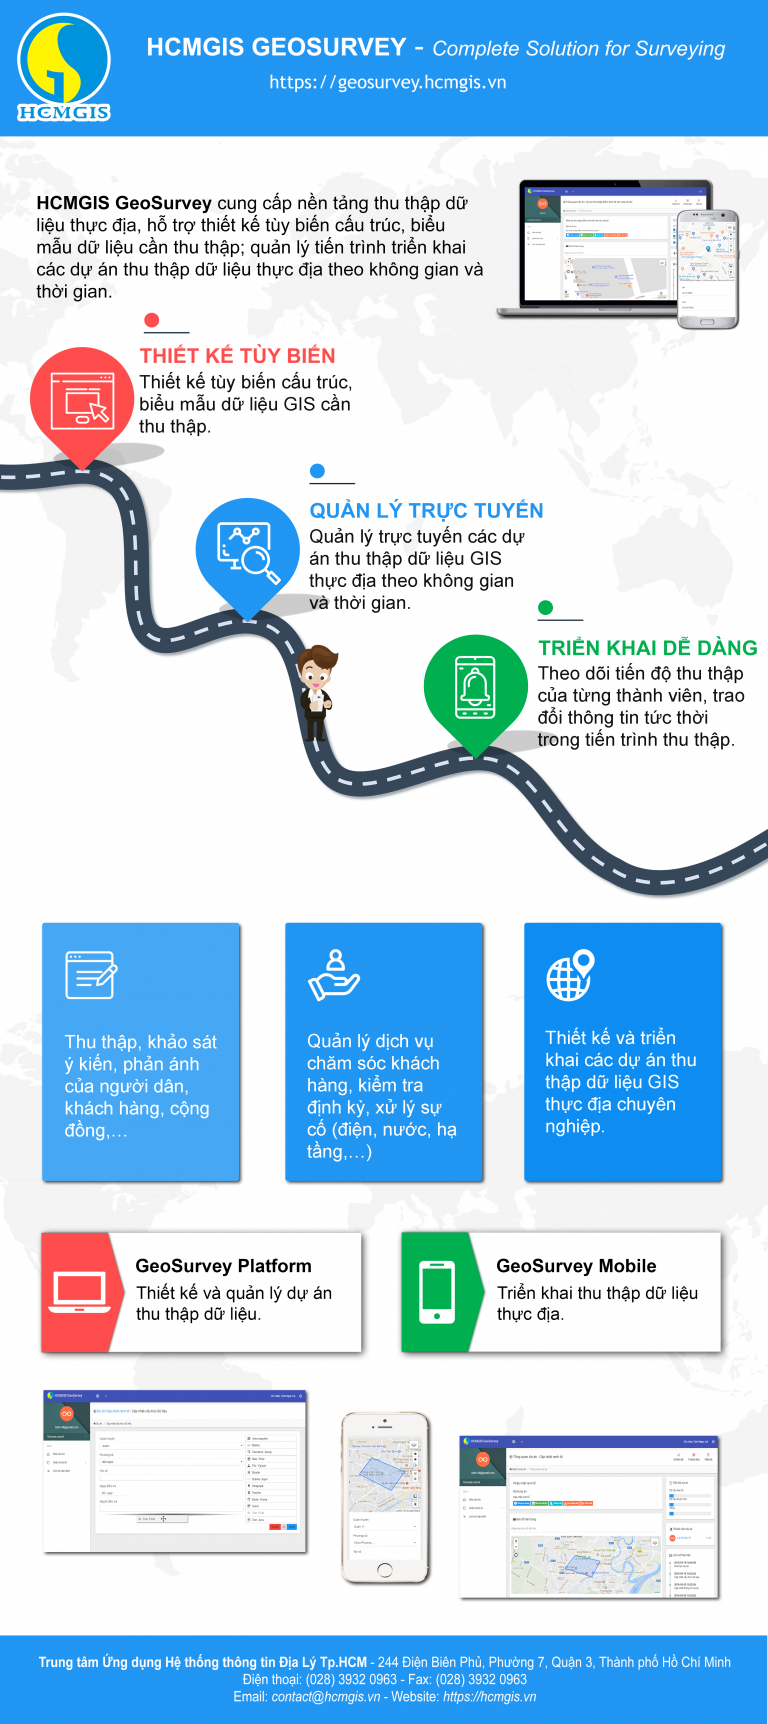 HCMGIS GEOSURVEY - Complete Solution for Surveying
https://geosurvey.hcmgis.vn
HCMGIS
HCMGIS GeoSurvey cung cấp nền tảng thu thập dữ
liệu thực địa, hỗ trợ thiết kế tùy biến cấu trúc, biểu
mẫu dữ liệu cần thu thập; quản lý tiến trình triển khai
các dự án thu thập dữ liệu thực địa theo không gian và
thời gian.
THIẾT KẾ TÙY BIẾN
Thiết kế tùy biến cấu trúc,
biểu mẫu dữ liệu GIS cần
thu thập.
QUẢN LÝ TRỰC TUYẾN
Quản lý trực tuyến các dự
án thu thập dữ liệu GIS
thực địa theo không gian
và thời gian.
TRIỂN KHAI DỄ DÀNG
Theo dõi tiến độ thu thập
của từng thành viên, trao
đổi thông tin tức thời
trong tiến trình thu thập.
Thu thập, khảo sát
ý kiến, phản ánh
của người dân,
khách hàng, cộng
đồng,...
Quản lý dịch vụ
chăm sóc khách
hàng, kiểm tra
định kỳ, xử lý sự
cố (điện, nước, hạ
tầng,...)
Thiết kế và triển
khai các dự án thu
thập dữ liệu GIS
thực địa chuyên
nghiệp.
GeoSurvey Platform
Thiết kế và quản lý dự án
thu thập dữ liệu.
GeoSurvey Mobile
Triển khai thu thập dữ liệu
thực địa.
Trung tâm Ứng dụng Hệ thống thông tin Địa Lý Tp.HCM - 244 Điện Biên Phủ, Phường 7, Quận 3, Thành phố Hồ Chí Minh
Điện thoại: (028) 3932 0963 - Fax: (028) 3932 0963
Email: contact@hcmgis.vn - Website: https://hcmgis.vn